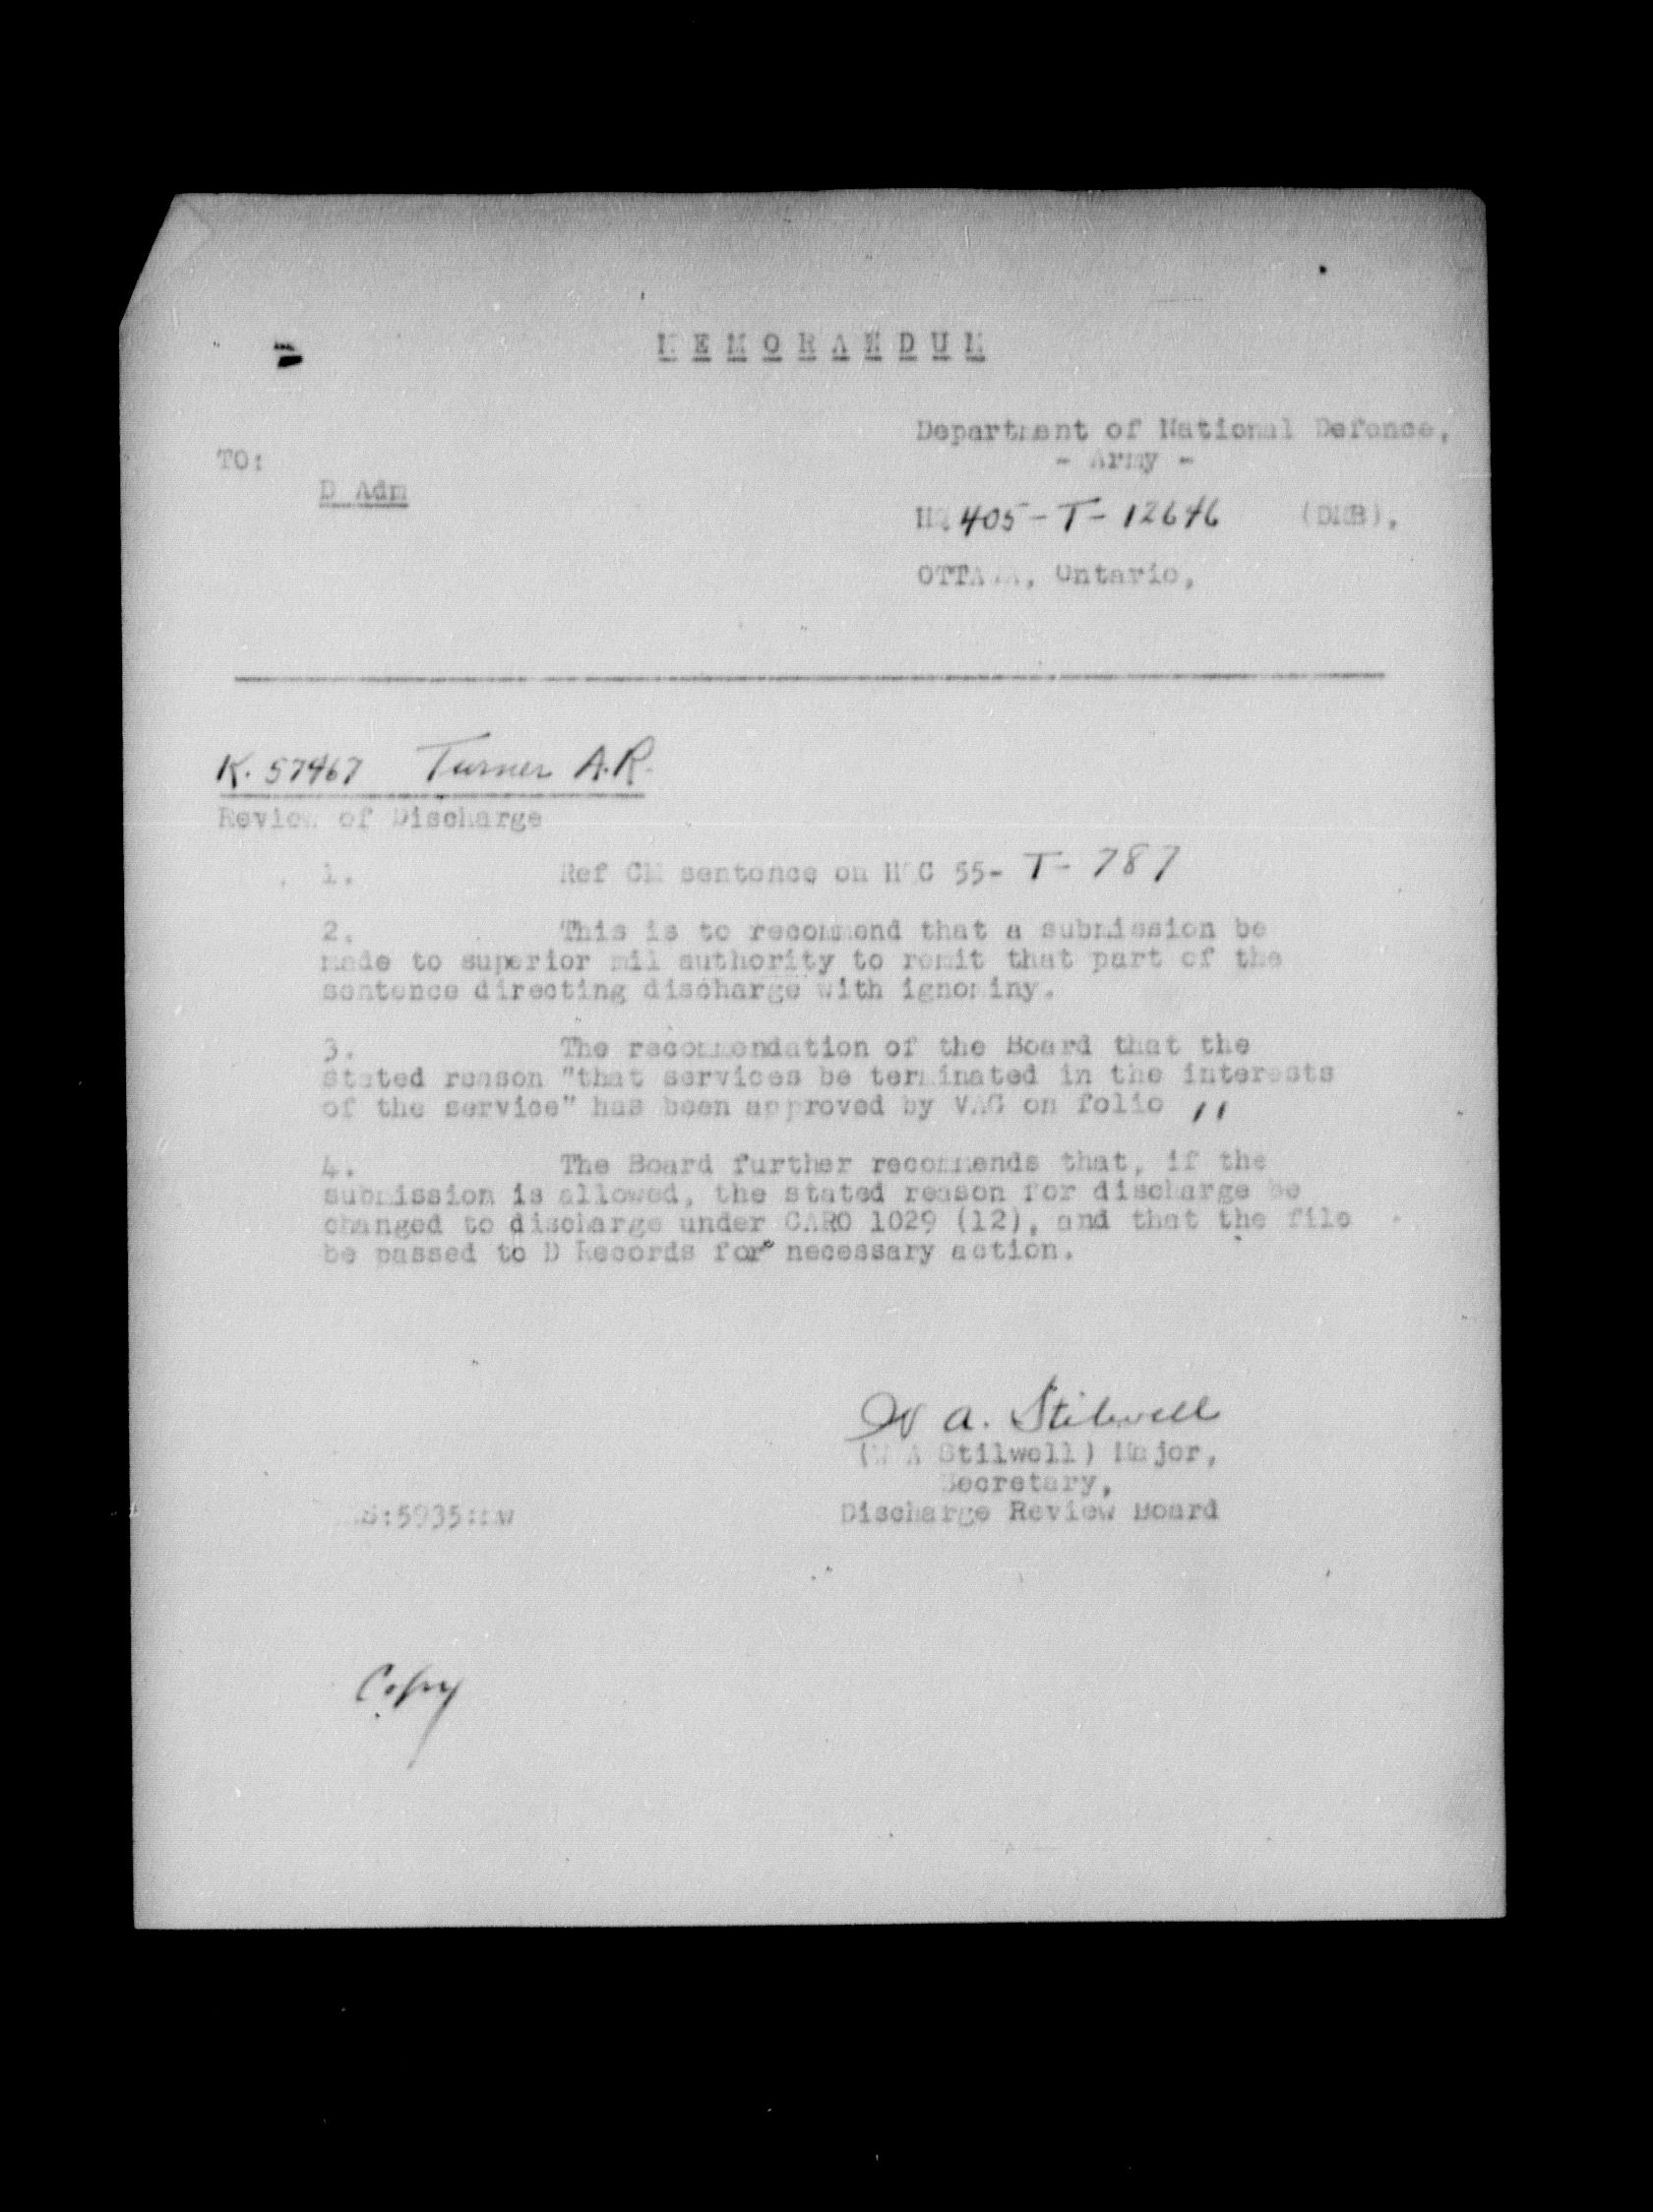 MEMORANDUM
Department of National Defence,
TO:
- Army -
D Adm
HQ 405-T-12646 (DRB),
OTTAWA, Ontario,
K. 57467 Turner A.R.
Review of Discharge
1. Ref CM sentence on HQC 55- T- 787
2. This is to recommend that a submission be
made to superior mil authority to remit that part of the
sentence directing discharge with ignominy.
3. The recommendation of the Board that the
stated reason "that services be terminated in the interests
of the service" has been approved by VAG on folio 11
4. The Board further recommends that, if the
submission is allowed, the stated reason for discharge be
changed to discharge under CARO 1029 (12), and that the file
be passed to D Records for necessary action.
W A. Stilwell
(W A Stilwell) Major,
Secretary,
Discharge Review Board
Copy